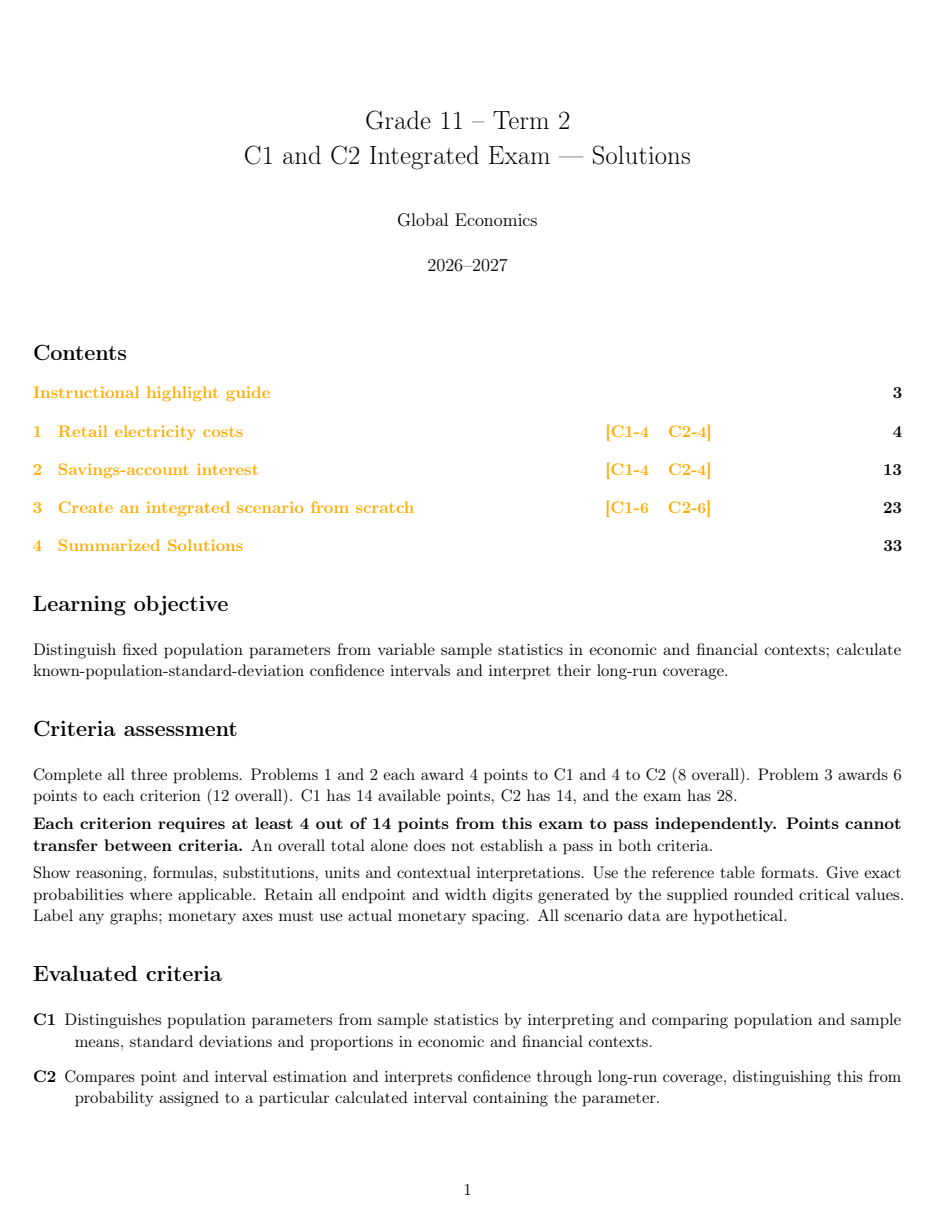 Grade 11 – Term 2
C1 and C2 Integrated Exam — Solutions
Global Economics
2026–2027
Contents
Instructional highlight guide 3
1 Retail electricity costs [C1-4 C2-4] 4
2 Savings-account interest [C1-4 C2-4] 13
3 Create an integrated scenario from scratch [C1-6 C2-6] 23
4 Summarized Solutions 33
Learning objective
Distinguish fixed population parameters from variable sample statistics in economic and financial contexts; calculate
known-population-standard-deviation confidence intervals and interpret their long-run coverage.
Criteria assessment
Complete all three problems. Problems 1 and 2 each award 4 points to C1 and 4 to C2 (8 overall). Problem 3 awards 6
points to each criterion (12 overall). C1 has 14 available points, C2 has 14, and the exam has 28.
Each criterion requires at least 4 out of 14 points from this exam to pass independently. Points cannot
transfer between criteria. An overall total alone does not establish a pass in both criteria.
Show reasoning, formulas, substitutions, units and contextual interpretations. Use the reference table formats. Give exact
probabilities where applicable. Retain all endpoint and width digits generated by the supplied rounded critical values.
Label any graphs; monetary axes must use actual monetary spacing. All scenario data are hypothetical.
Evaluated criteria
C1 Distinguishes population parameters from sample statistics by interpreting and comparing population and sample
means, standard deviations and proportions in economic and financial contexts.
C2 Compares point and interval estimation and interprets confidence through long-run coverage, distinguishing this from
probability assigned to a particular calculated interval containing the parameter.
1